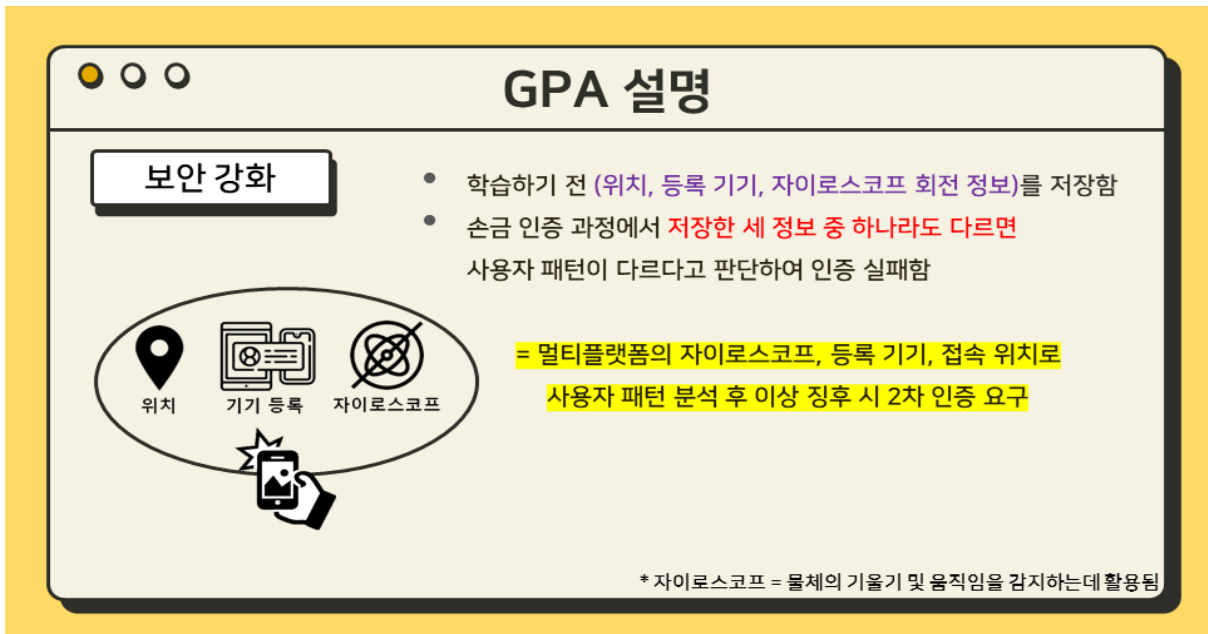 GPA 설명
보안 강화
학습하기 전 (위치, 등록 기기, 자이로스코프 회전 정보)를 저장함
손금 인증 과정에서 저장한 세 정보 중 하나라도 다르면
사용자 패턴이 다르다고 판단하여 인증 실패함
위치
기기 등록
자이로스코프
= 멀티플랫폼의 자이로스코프, 등록 기기, 접속 위치로
사용자 패턴 분석 후 이상 징후 시 2차 인증 요구
* 자이로스코프 = 물체의 기울기 및 움직임을 감지하는데 활용됨